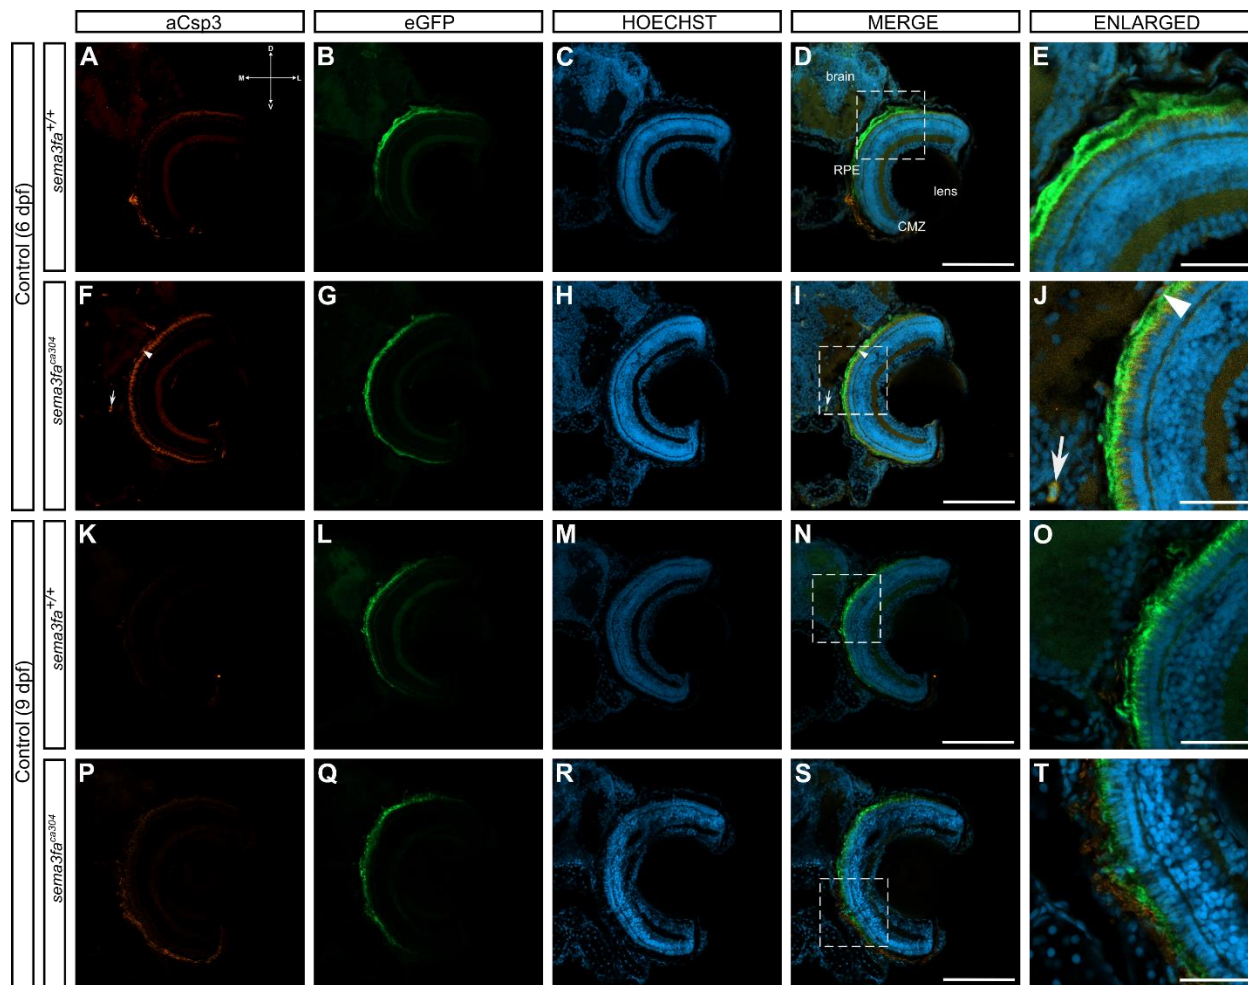 aCsp3 eGFP HOECHST MERGE ENLARGED
Control (6 dpf)
sema3fa+/+
A B C D E
D
M L
V
brain
RPE
lens
CMZ
sema3faca304
F G H I J
Control (9 dpf)
sema3fa+/+
K L M N O
sema3faca304
P Q R S T